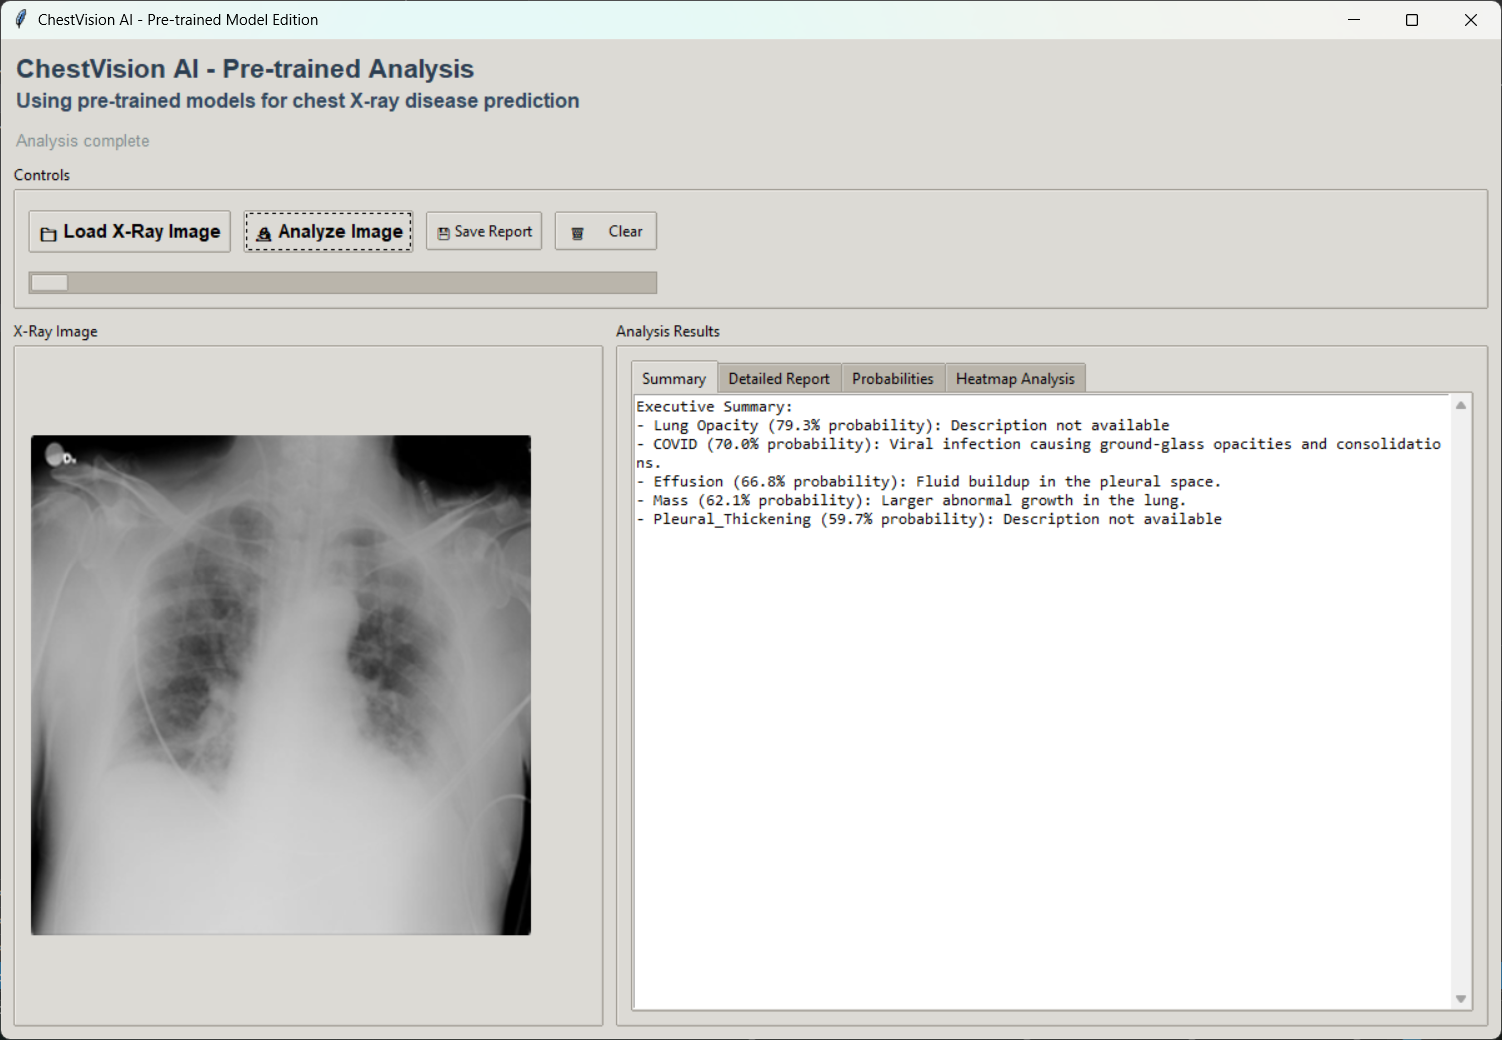 ChestVision AI - Pre-trained Model Edition
ChestVision AI - Pre-trained Analysis
Using pre-trained models for chest X-ray disease prediction
Analysis complete
Controls
Load X-Ray Image
Analyze Image
Save Report
Clear
X-Ray Image
Analysis Results
Summary
Detailed Report
Probabilities
Heatmap Analysis
Executive Summary:
- Lung Opacity (79.3% probability): Description not available
- COVID (70.0% probability): Viral infection causing ground-glass opacities and consolidatio
ns.
- Effusion (66.8% probability): Fluid buildup in the pleural space.
- Mass (62.1% probability): Larger abnormal growth in the lung.
- Pleural_Thickening (59.7% probability): Description not available